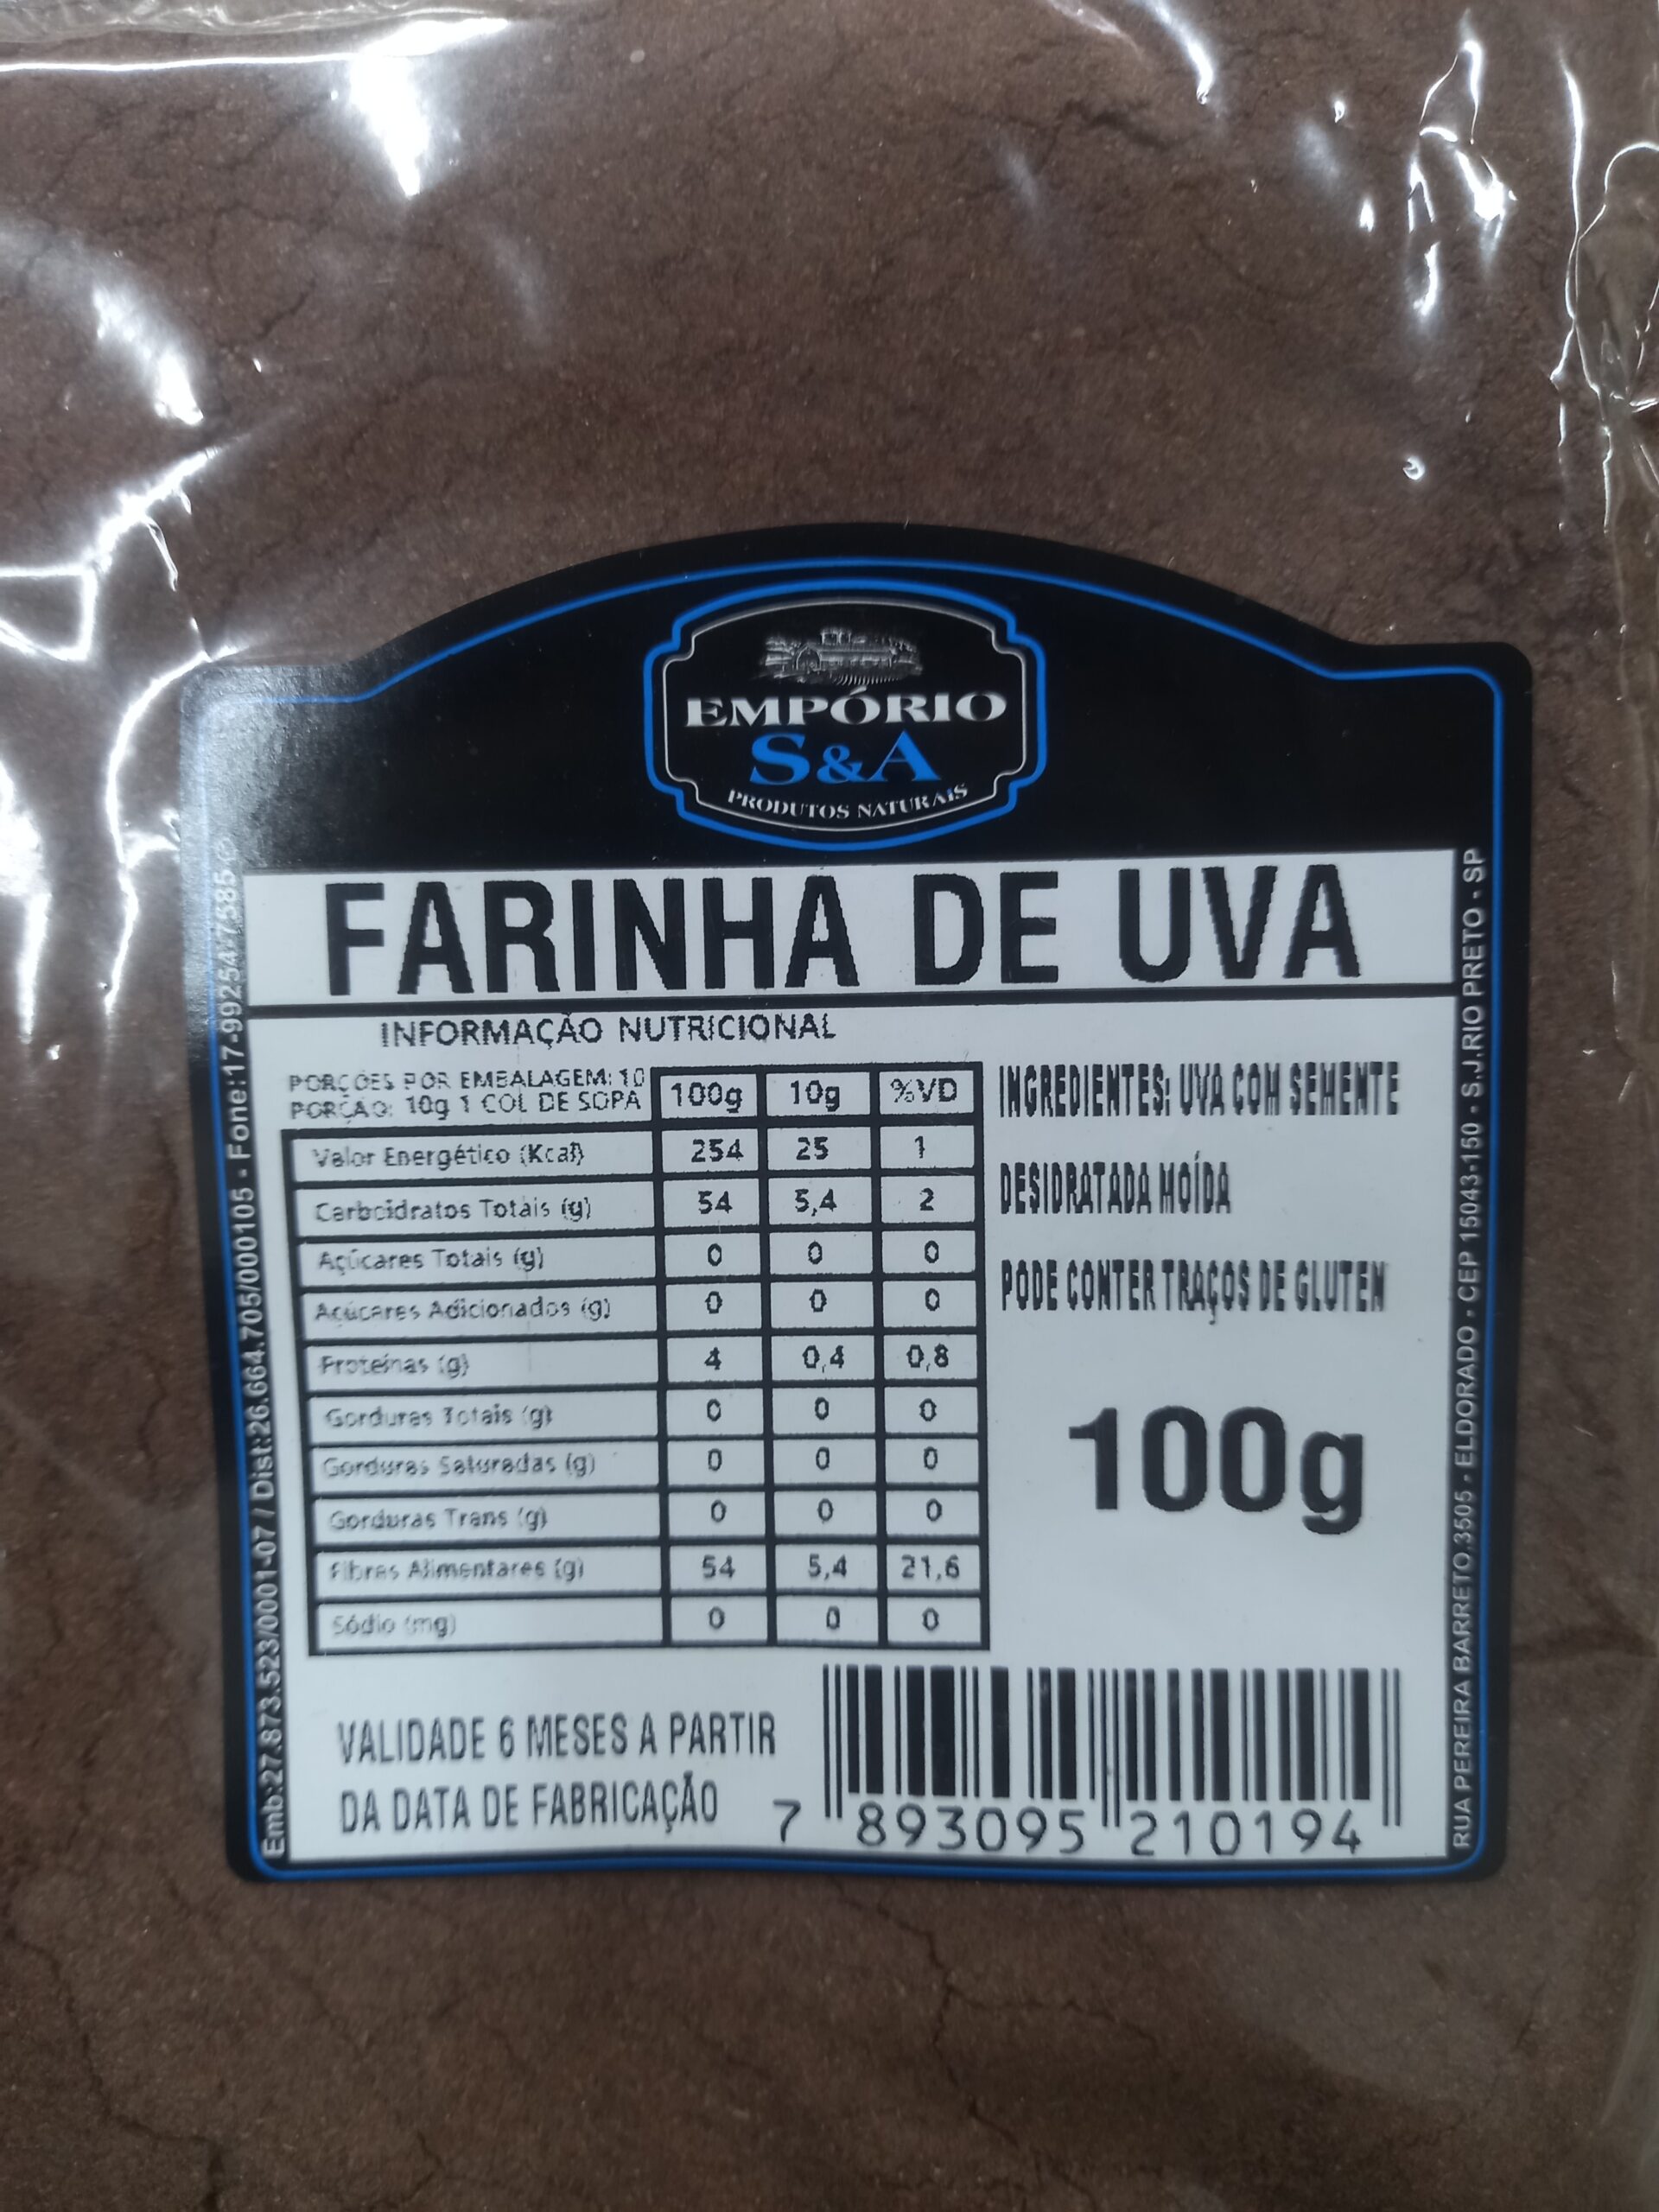 EMPÓRIO
S&A
PRODUTOS NATURAIS
FARINHA DE UVA
INFORMAÇÃO NUTRICIONAL
PORÇÕES POR EMBALAGEM: 10
PORÇÃO: 10g 1 COL DE SOPA
100g 10g %VD
Valor Energético (Kcal) 254 25 1
Carboidratos Totais (g) 54 5,4 2
Açúcares Totais (g) 0 0 0
Açúcares Adicionados (g) 0 0 0
Proteínas (g) 4 0,4 0,8
Gorduras Totais (g) 0 0 0
Gorduras Saturadas (g) 0 0 0
Gorduras Trans (g) 0 0 0
Fibras Alimentares (g) 54 5,4 21,6
Sódio (mg) 0 0 0
INGREDIENTES: UVA COM SEMENTE
DESIDRATADA MOÍDA
PODE CONTER TRAÇOS DE GLUTEN
100g
VALIDADE 6 MESES A PARTIR
DA DATA DE FABRICAÇÃO
7 893095 210194
Emb:27.873.523/0001-07 / Dist:26.664.705/000105 - Fone:17-99254-7585
RUA PEREIRA BARRETO,3505 - ELDORADO - CEP 15043-150 - S.J.RIO PRETO - SP